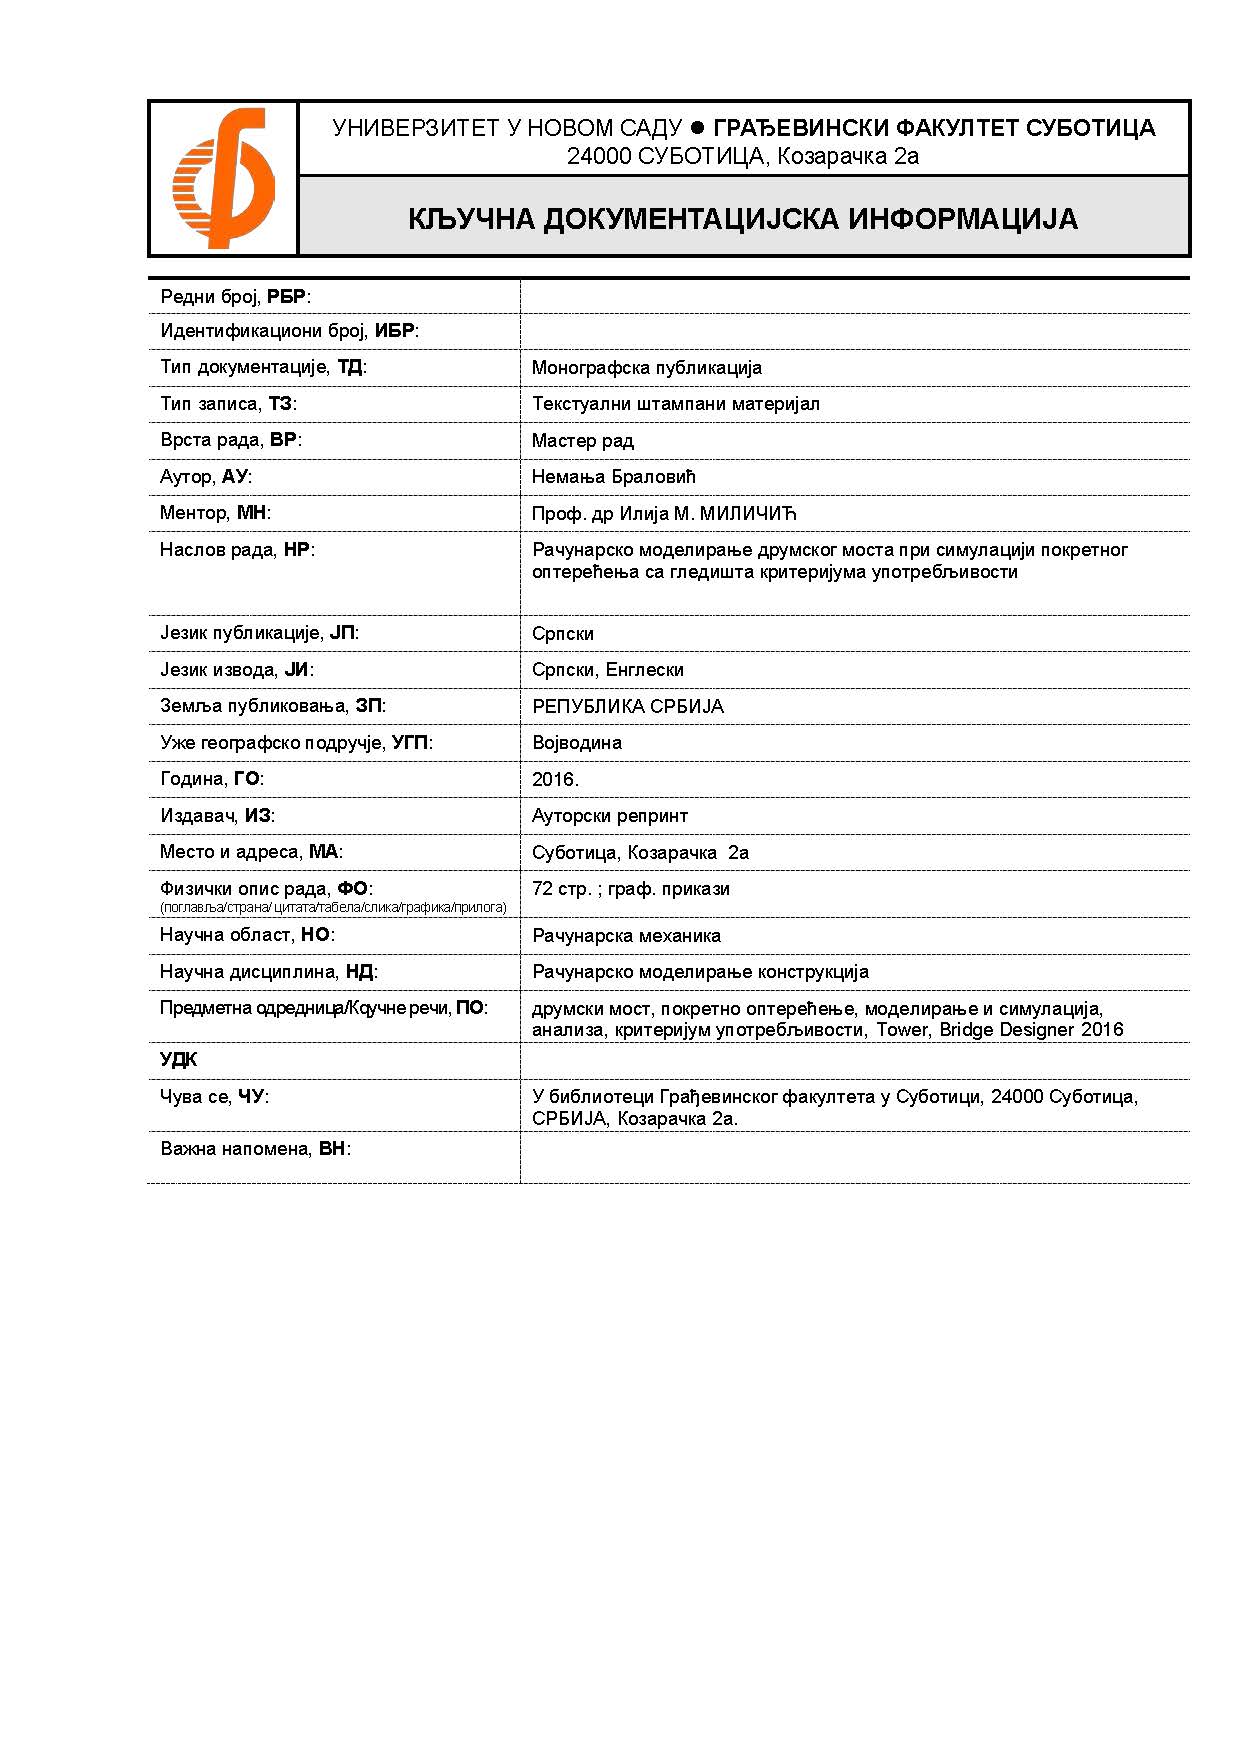 УНИВЕРЗИТЕТ У НОВОМ САДУ ● ГРАЂЕВИНСКИ ФАКУЛТЕТ СУБОТИЦА
24000 СУБОТИЦА, Козарачка 2а
КЉУЧНА ДОКУМЕНТАЦИЈСКА ИНФОРМАЦИЈА
Редни број, РБР:
Идентификациони број, ИБР:
Тип документације, ТД: Монографска публикација
Тип записа, ТЗ: Текстуални штампани материјал
Врста рада, ВР: Мастер рад
Аутор, АУ: Немања Браловић
Ментор, МН: Проф. др Илија М. МИЛИЧИЋ
Наслов рада, НР: Рачунарско моделирање друмског моста при симулацији покретног
оптерећења са гледишта критеријума употребљивости
Језик публикације, ЈП: Српски
Језик извода, ЈИ: Српски, Енглески
Земља публиковања, ЗП: РЕПУБЛИКА СРБИЈА
Уже географско подручје, УГП: Војводина
Година, ГО: 2016.
Издавач, ИЗ: Ауторски репринт
Место и адреса, МА: Суботица, Козарачка 2а
Физички опис рада, ФО: 72 стр. ; граф. прикази
(поглавља/страна/ цитата/табела/слика/графика/прилога)
Научна област, НО: Рачунарска механика
Научна дисциплина, НД: Рачунарско моделирање конструкција
Предметна одредница/Кqучне речи, ПО: друмски мост, покретно оптерећење, моделирање и симулација,
анализа, критеријум употребљивости, Tower, Bridge Designer 2016
УДК
Чува се, ЧУ: У библиотеци Грађевинског факултета у Суботици, 24000 Суботица,
СРБИЈА, Козарачка 2а.
Важна напомена, ВН: